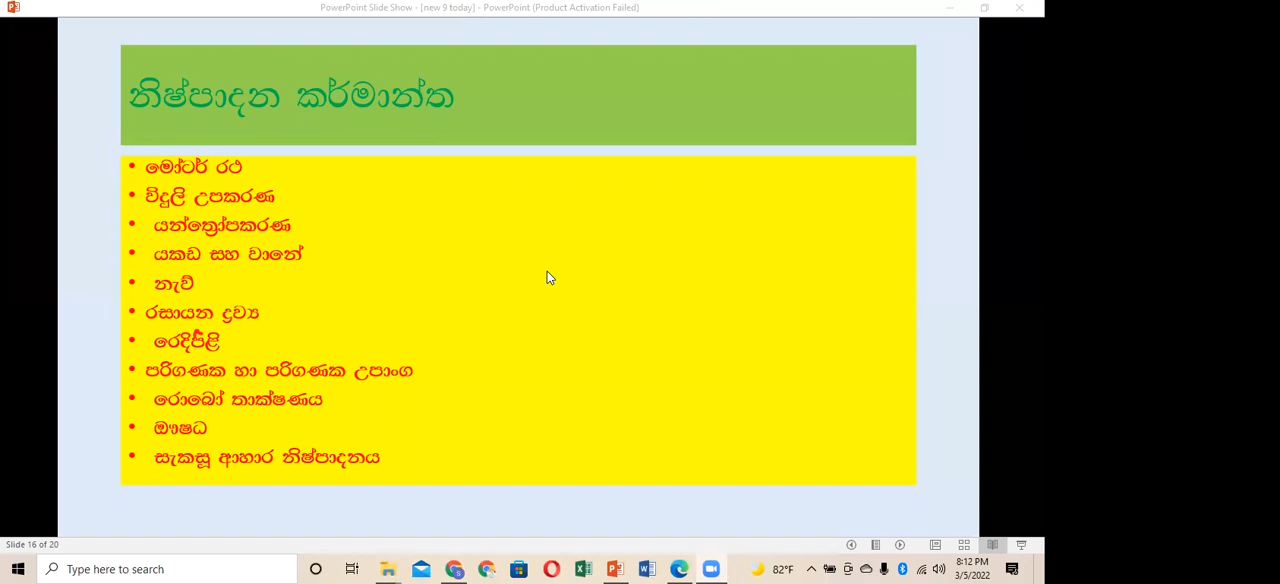 PowerPoint Slide Show - [new 9 today] - PowerPoint (Product Activation Failed)
නිෂ්පාදන කර්මාන්ත
• මෝටර් රථ
• විදුලි උපකරණ
• යන්ත්‍රෝපකරණ
• යකඩ සහ වානේ
• නැව්
• රසායන ද්‍රව්‍ය
• රෙදිපිළි
• පරිගණක හා පරිගණක උපාංග
• රොබෝ තාක්ෂණය
• ඖෂධ
• සැකසූ ආහාර නිෂ්පාදනය
Slide 16 of 20
Type here to search
82°F
8:12 PM
3/5/2022